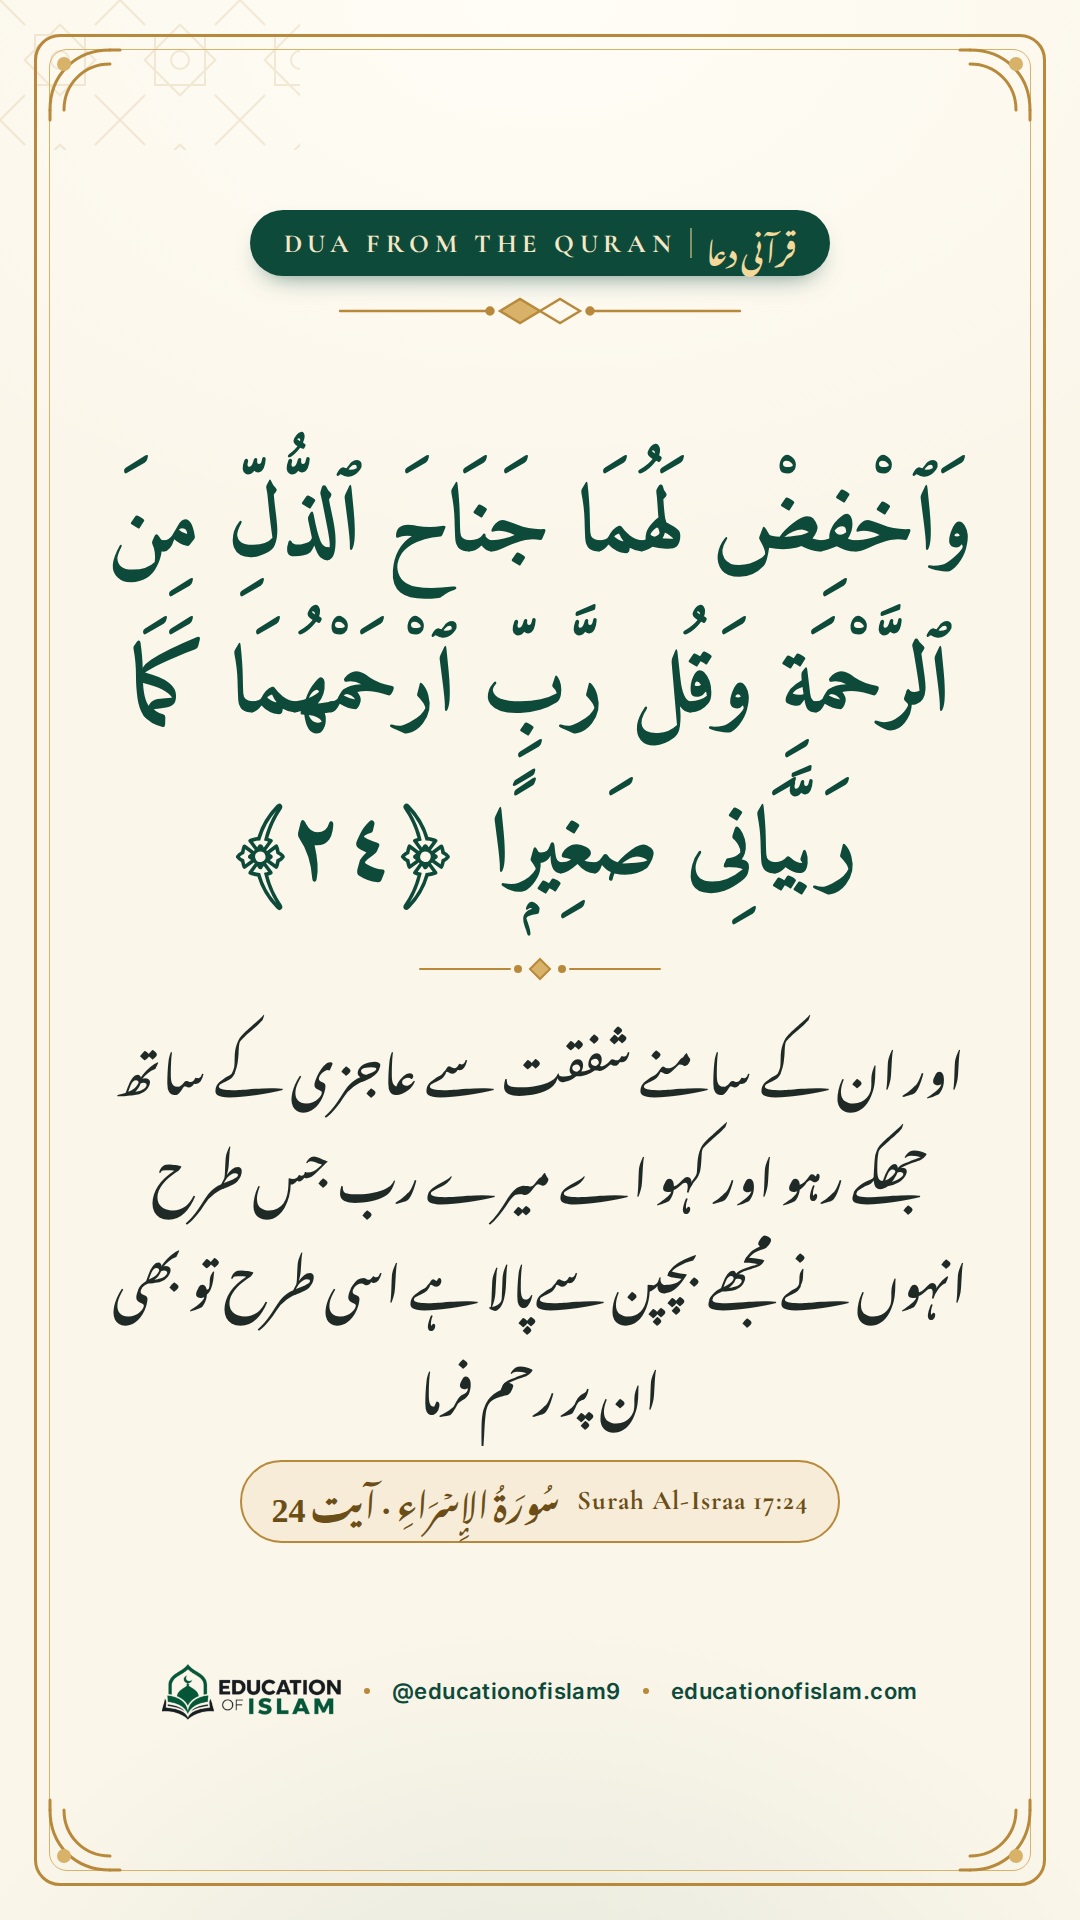 DUA FROM THE QURAN | قرآنی دعا
وَٱخْفِضْ لَهُمَا جَنَاحَ ٱلذُّلِّ مِنَ
ٱلرَّحْمَةِ وَقُل رَّبِّ ٱرْحَمْهُمَا كَمَا
رَبَّيَانِى صَغِيرًۭا ﴿٢٤﴾
اور ان کے سامنے شفقت سے عاجزی کے ساتھ
جھکے رہو اور کہو اے میرے رب جس طرح
انہوں نے مجھے بچپن سے پالا ہے اسی طرح تو بھی
ان پر رحم فرما
سُورَةُ الإِسۡرَاءِ · آیت 24 Surah Al-Israa 17:24
EDUCATION OF ISLAM • @educationofislam9 • educationofislam.com